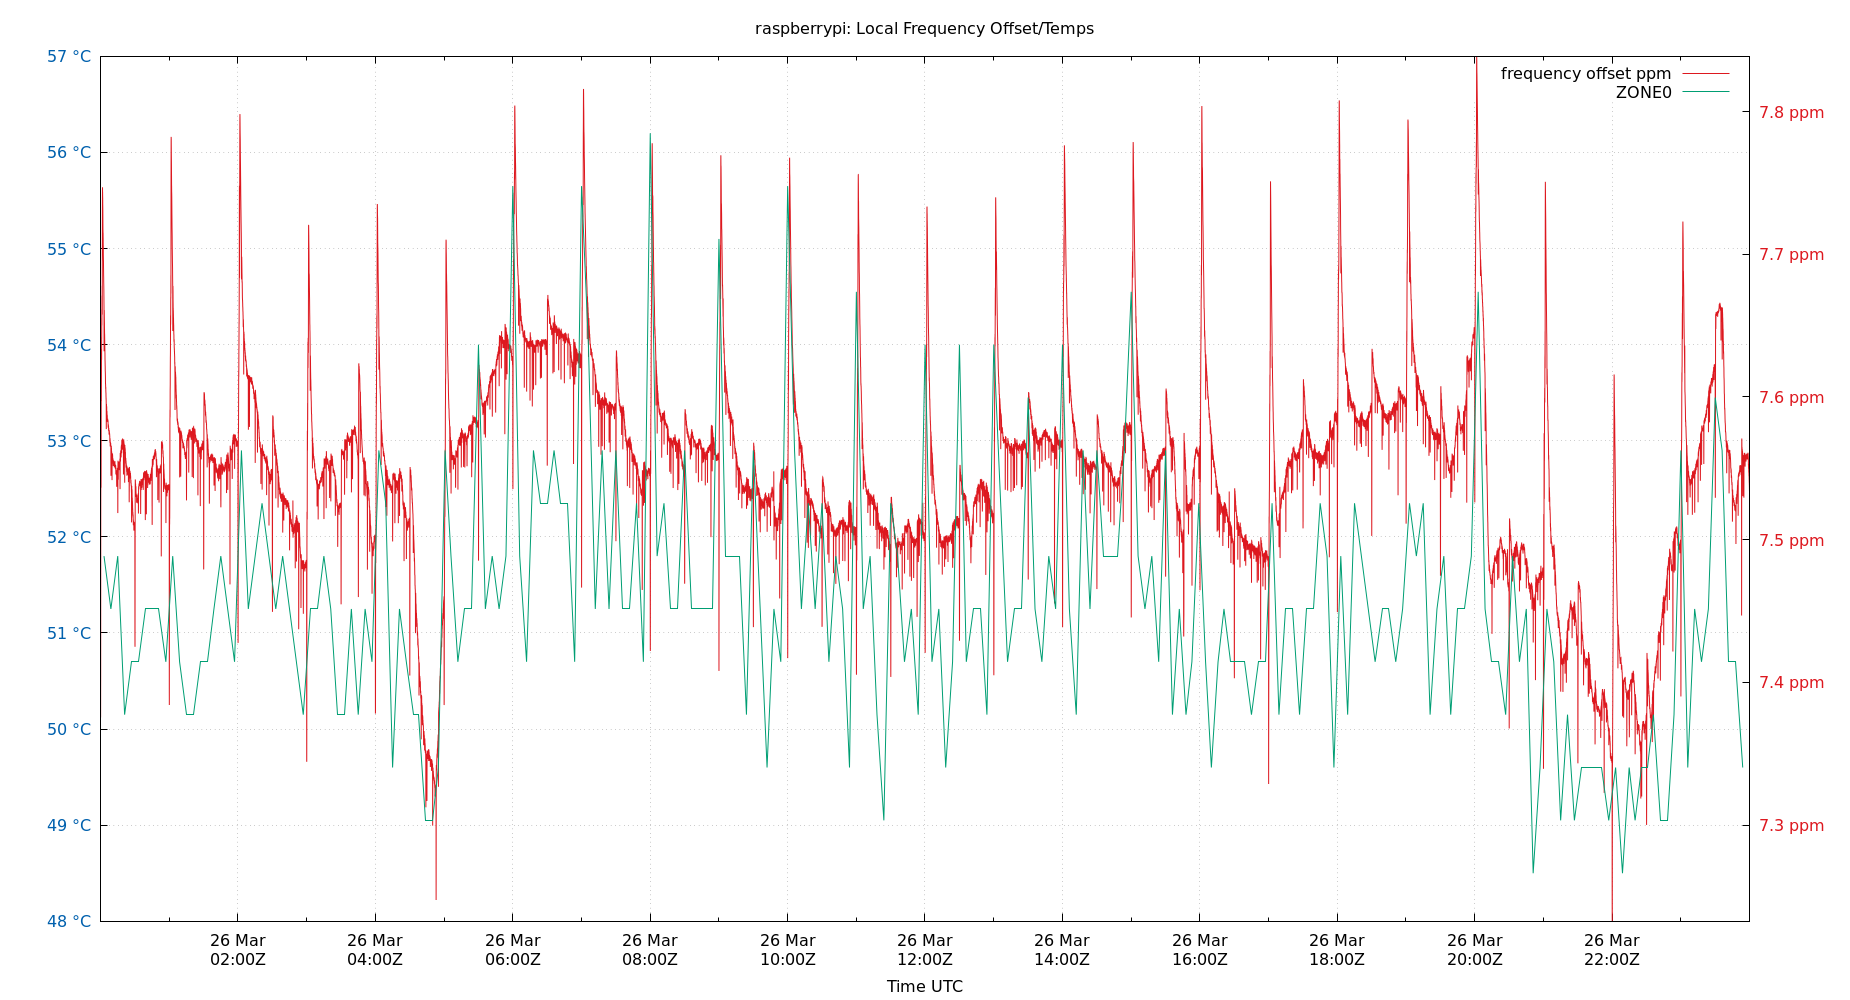 raspberrypi: Local Frequency Offset/Temps
frequency offset ppm
ZONE0
57 °C
56 °C
55 °C
54 °C
53 °C
52 °C
51 °C
50 °C
49 °C
48 °C
7.8 ppm
7.7 ppm
7.6 ppm
7.5 ppm
7.4 ppm
7.3 ppm
26 Mar
02:00Z
26 Mar
04:00Z
26 Mar
06:00Z
26 Mar
08:00Z
26 Mar
10:00Z
26 Mar
12:00Z
26 Mar
14:00Z
26 Mar
16:00Z
26 Mar
18:00Z
26 Mar
20:00Z
26 Mar
22:00Z
Time UTC